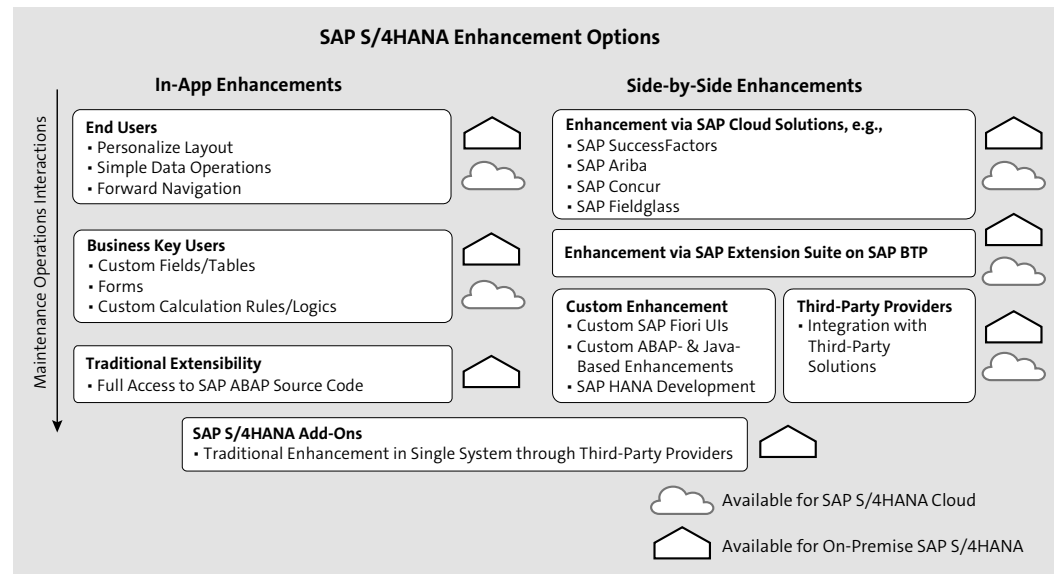 SAP S/4HANA Enhancement Options
In-App Enhancements
Side-by-Side Enhancements
Maintenance Operations Interactions
End Users
▪ Personalize Layout
▪ Simple Data Operations
▪ Forward Navigation
Business Key Users
▪ Custom Fields/Tables
▪ Forms
▪ Custom Calculation Rules/Logics
Traditional Extensibility
▪ Full Access to SAP ABAP Source Code
Enhancement via SAP Cloud Solutions, e.g.,
▪ SAP SuccessFactors
▪ SAP Ariba
▪ SAP Concur
▪ SAP Fieldglass
Enhancement via SAP Extension Suite on SAP BTP
Custom Enhancement
▪ Custom SAP Fiori UIs
▪ Custom ABAP- & Java-
Based Enhancements
▪ SAP HANA Development
Third-Party Providers
▪ Integration with
Third-Party
Solutions
SAP S/4HANA Add-Ons
▪ Traditional Enhancement in Single System through Third-Party Providers
Available for SAP S/4HANA Cloud
Available for On-Premise SAP S/4HANA